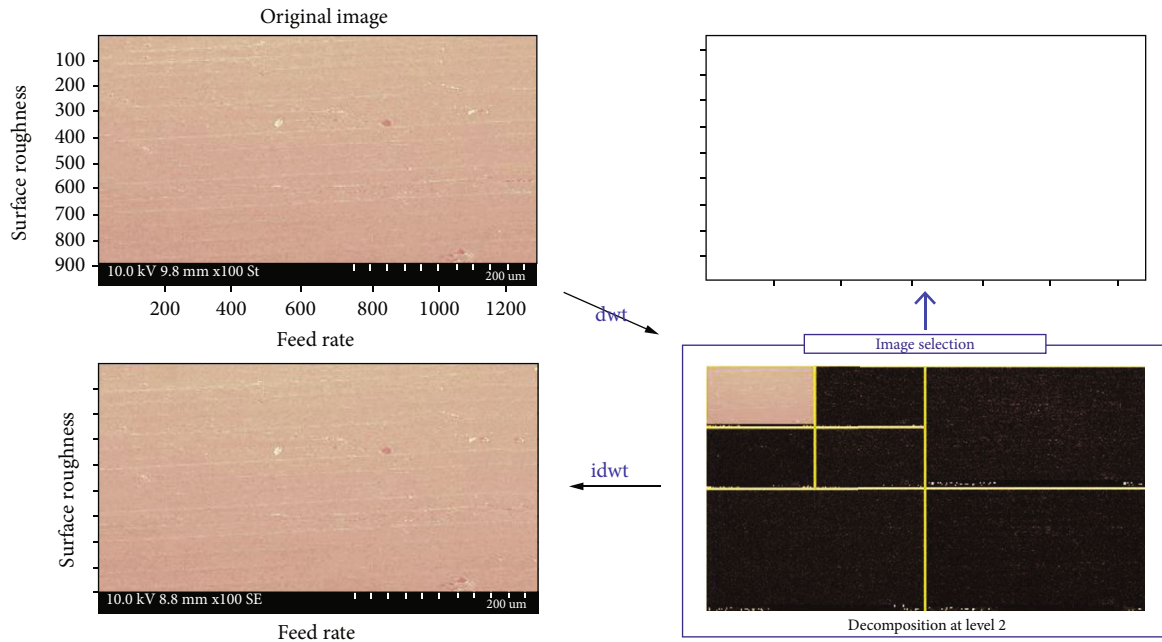 Original image
Surface roughness
100
200
300
400
500
600
700
800
900
10.0 kV 9.8 mm x100 St
200 um
200 400 600 800 1000 1200
Feed rate
dwt
Image selection
Decomposition at level 2
idwt
Surface roughness
10.0 kV 8.8 mm x100 SE
200 um
Feed rate